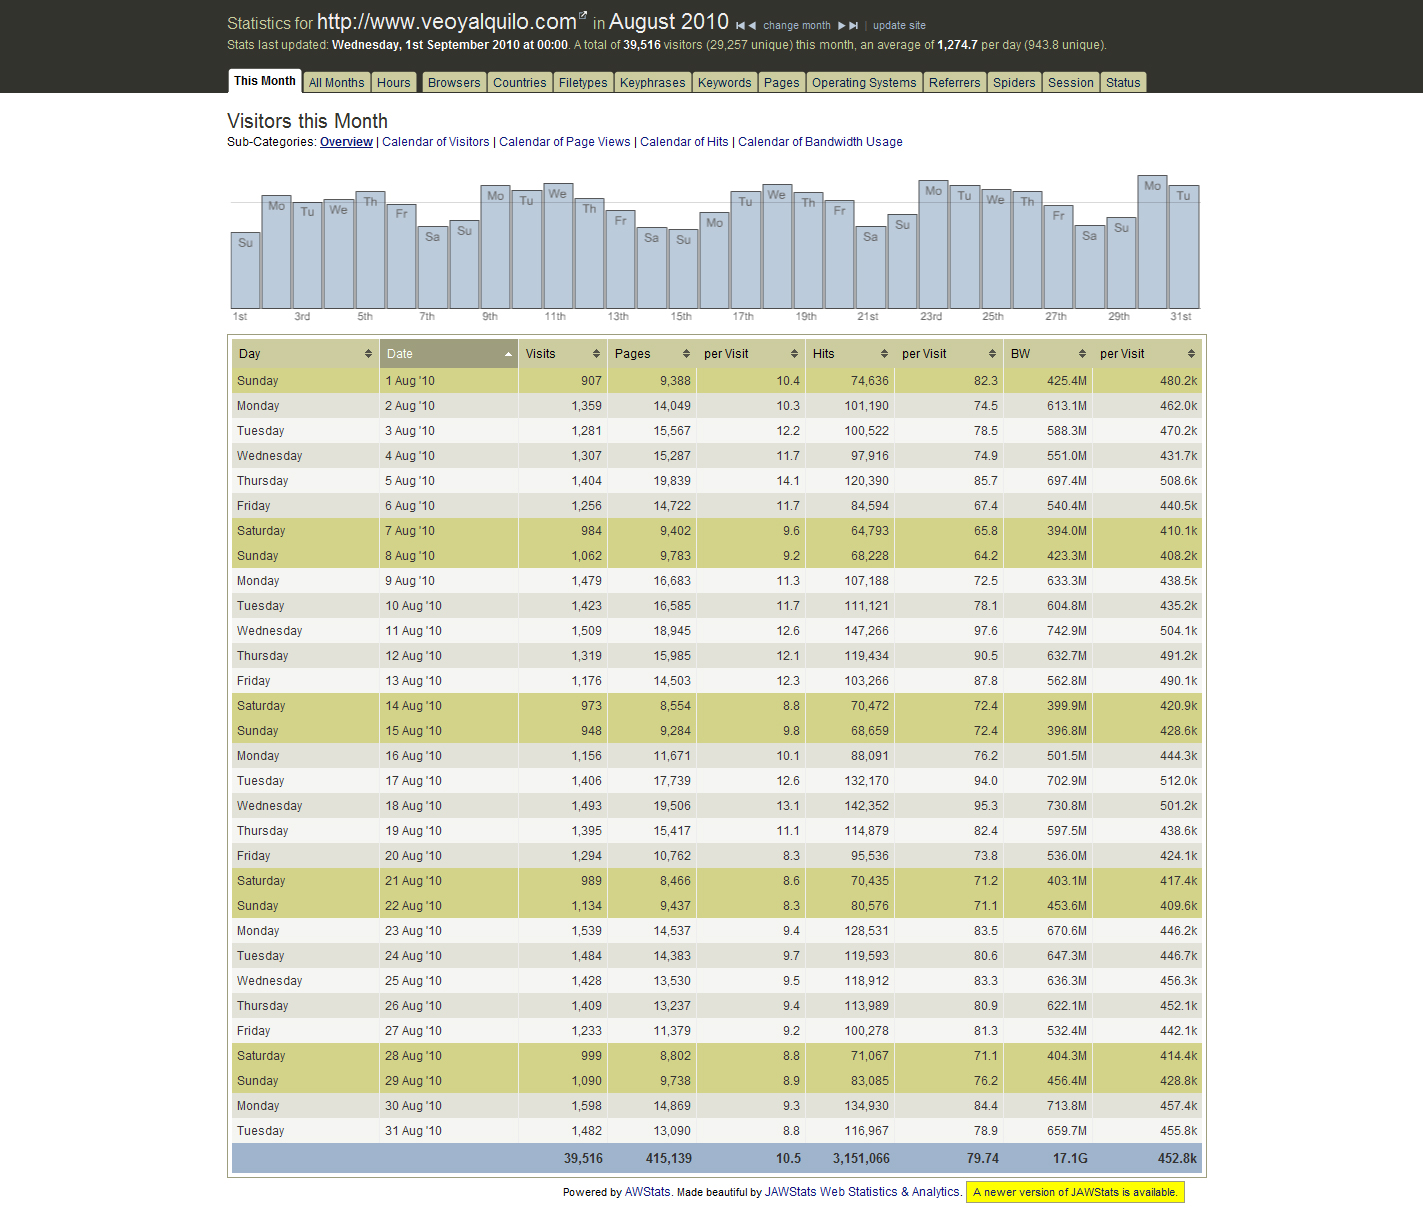 Statistics for http://www.veoyalquilo.com in August 2010 change month | update site
Stats last updated: Wednesday, 1st September 2010 at 00:00. A total of 39,516 visitors (29,257 unique) this month, an average of 1,274.7 per day (943.8 unique).
This Month All Months Hours Browsers Countries Filetypes Keyphrases Keywords Pages Operating Systems Referrers Spiders Session Status
Visitors this Month
Sub-Categories: Overview | Calendar of Visitors | Calendar of Page Views | Calendar of Hits | Calendar of Bandwidth Usage
Su Mo Tu We Th Fr Sa Su Mo Tu We Th Fr Sa Su Mo Tu We Th Fr Sa Su Mo Tu We Th Fr Sa Su Mo Tu
1st 3rd 5th 7th 9th 11th 13th 15th 17th 19th 21st 23rd 25th 27th 29th 31st
Day Date Visits Pages per Visit Hits per Visit BW per Visit
Sunday 1 Aug '10 907 9,388 10.4 74,636 82.3 425.4M 480.2k
Monday 2 Aug '10 1,359 14,049 10.3 101,190 74.5 613.1M 462.0k
Tuesday 3 Aug '10 1,281 15,567 12.2 100,522 78.5 588.3M 470.2k
Wednesday 4 Aug '10 1,307 15,287 11.7 97,916 74.9 551.0M 431.7k
Thursday 5 Aug '10 1,404 19,839 14.1 120,390 85.7 697.4M 508.6k
Friday 6 Aug '10 1,256 14,722 11.7 84,594 67.4 540.4M 440.5k
Saturday 7 Aug '10 984 9,402 9.6 64,793 65.8 394.0M 410.1k
Sunday 8 Aug '10 1,062 9,783 9.2 68,228 64.2 423.3M 408.2k
Monday 9 Aug '10 1,479 16,683 11.3 107,188 72.5 633.3M 438.5k
Tuesday 10 Aug '10 1,423 16,585 11.7 111,121 78.1 604.8M 435.2k
Wednesday 11 Aug '10 1,509 18,945 12.6 147,266 97.6 742.9M 504.1k
Thursday 12 Aug '10 1,319 15,985 12.1 119,434 90.5 632.7M 491.2k
Friday 13 Aug '10 1,176 14,503 12.3 103,266 87.8 562.8M 490.1k
Saturday 14 Aug '10 973 8,554 8.8 70,472 72.4 399.9M 420.9k
Sunday 15 Aug '10 948 9,284 9.8 68,659 72.4 396.8M 428.6k
Monday 16 Aug '10 1,156 11,671 10.1 88,091 76.2 501.5M 444.3k
Tuesday 17 Aug '10 1,406 17,739 12.6 132,170 94.0 702.9M 512.0k
Wednesday 18 Aug '10 1,493 19,506 13.1 142,352 95.3 730.8M 501.2k
Thursday 19 Aug '10 1,395 15,417 11.1 114,879 82.4 597.5M 438.6k
Friday 20 Aug '10 1,294 10,762 8.3 95,536 73.8 536.0M 424.1k
Saturday 21 Aug '10 989 8,466 8.6 70,435 71.2 403.1M 417.4k
Sunday 22 Aug '10 1,134 9,437 8.3 80,576 71.1 453.6M 409.6k
Monday 23 Aug '10 1,539 14,537 9.4 128,531 83.5 670.6M 446.2k
Tuesday 24 Aug '10 1,484 14,383 9.7 119,593 80.6 647.3M 446.7k
Wednesday 25 Aug '10 1,428 13,530 9.5 118,912 83.3 636.3M 456.3k
Thursday 26 Aug '10 1,409 13,237 9.4 113,989 80.9 622.1M 452.1k
Friday 27 Aug '10 1,233 11,379 9.2 100,278 81.3 532.4M 442.1k
Saturday 28 Aug '10 999 8,802 8.8 71,067 71.1 404.3M 414.4k
Sunday 29 Aug '10 1,090 9,738 8.9 83,085 76.2 456.4M 428.8k
Monday 30 Aug '10 1,598 14,869 9.3 134,930 84.4 713.8M 457.4k
Tuesday 31 Aug '10 1,482 13,090 8.8 116,967 78.9 659.7M 455.8k
39,516 415,139 10.5 3,151,066 79.74 17.1G 452.8k
Powered by AWStats. Made beautiful by JAWStats Web Statistics & Analytics. A newer version of JAWStats is available.